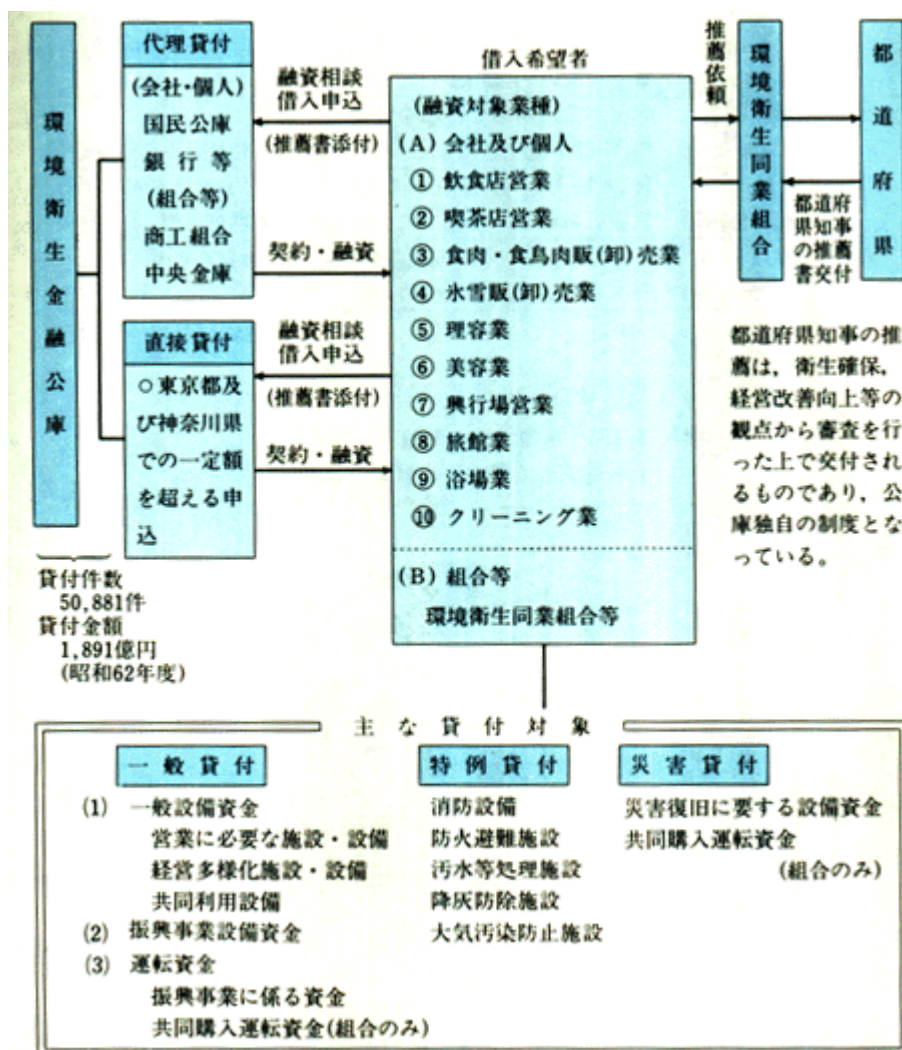 環境衛生金融公庫
代理貸付
(会社・個人)
国民公庫
銀行等
(組合等)
商工組合
中央金庫
融資相談
借入申込
(推薦書添付)
契約・融資
直接貸付
○東京都及
び神奈川県
での一定額
を超える申
込
融資相談
借入申込
(推薦書添付)
契約・融資
貸付件数
50,881件
貸付金額
1,891億円
(昭和62年度)
借入希望者
(融資対象業種)
(A)会社及び個人
① 飲食店営業
② 喫茶店営業
③ 食肉・食鳥肉販(卸)売業
④ 氷雪販(卸)売業
⑤ 理容業
⑥ 美容業
⑦ 興行場営業
⑧ 旅館業
⑨ 浴場業
⑩ クリーニング業
(B)組合等
環境衛生同業組合等
推薦依頼
環境衛生同業組合
都道府県知事の推薦書交付
都道府県
都道府県知事の推
薦は，衛生確保，
経営改善向上等の
観点から審査を行
った上で交付され
るものであり，公
庫独自の制度とな
っている。
主な貸付対象
一般貸付
(1) 一般設備資金
営業に必要な施設・設備
経営多様化施設・設備
共同利用設備
(2) 振興事業設備資金
(3) 運転資金
振興事業に係る資金
共同購入運転資金(組合のみ)
特例貸付
消防設備
防火避難施設
汚水等処理施設
降灰防除施設
大気汚染防止施設
災害貸付
災害復旧に要する設備資金
共同購入運転資金
(組合のみ)